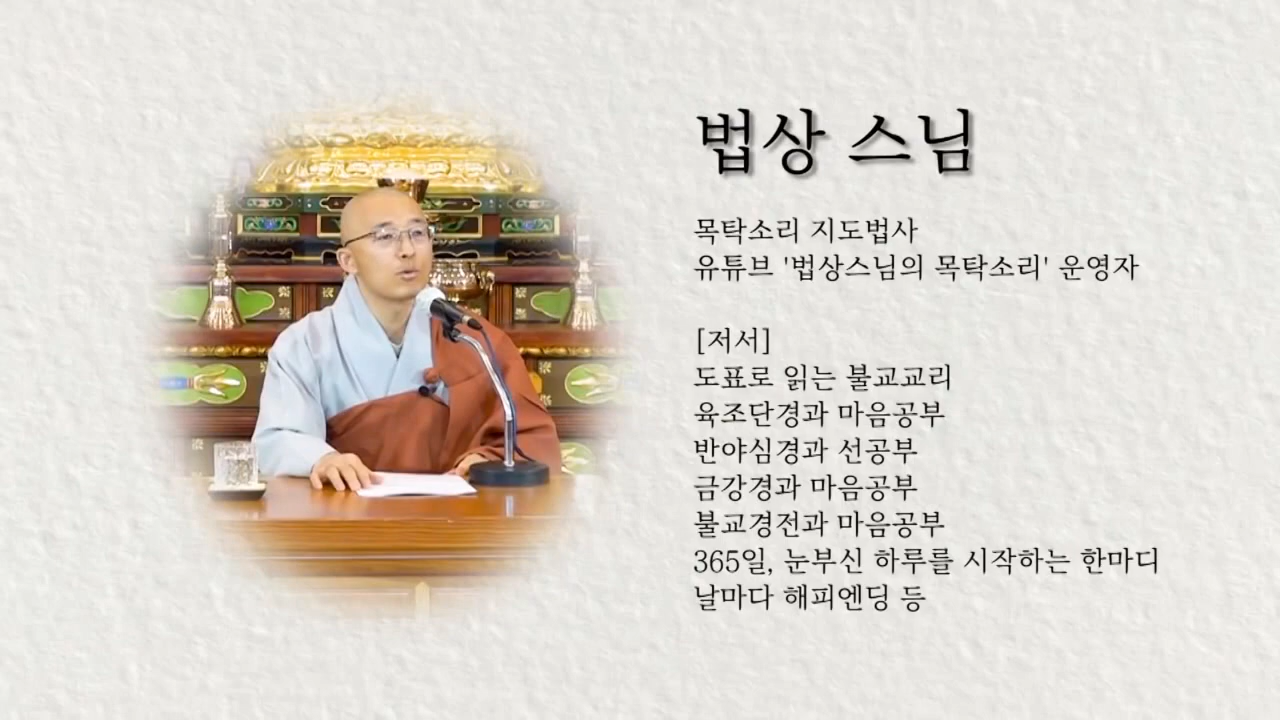 법상 스님
목탁소리 지도법사
유튜브 '법상스님의 목탁소리' 운영자
[저서]
도표로 읽는 불교교리
육조단경과 마음공부
반야심경과 선공부
금강경과 마음공부
불교경전과 마음공부
365일, 눈부신 하루를 시작하는 한마디
날마다 해피엔딩 등